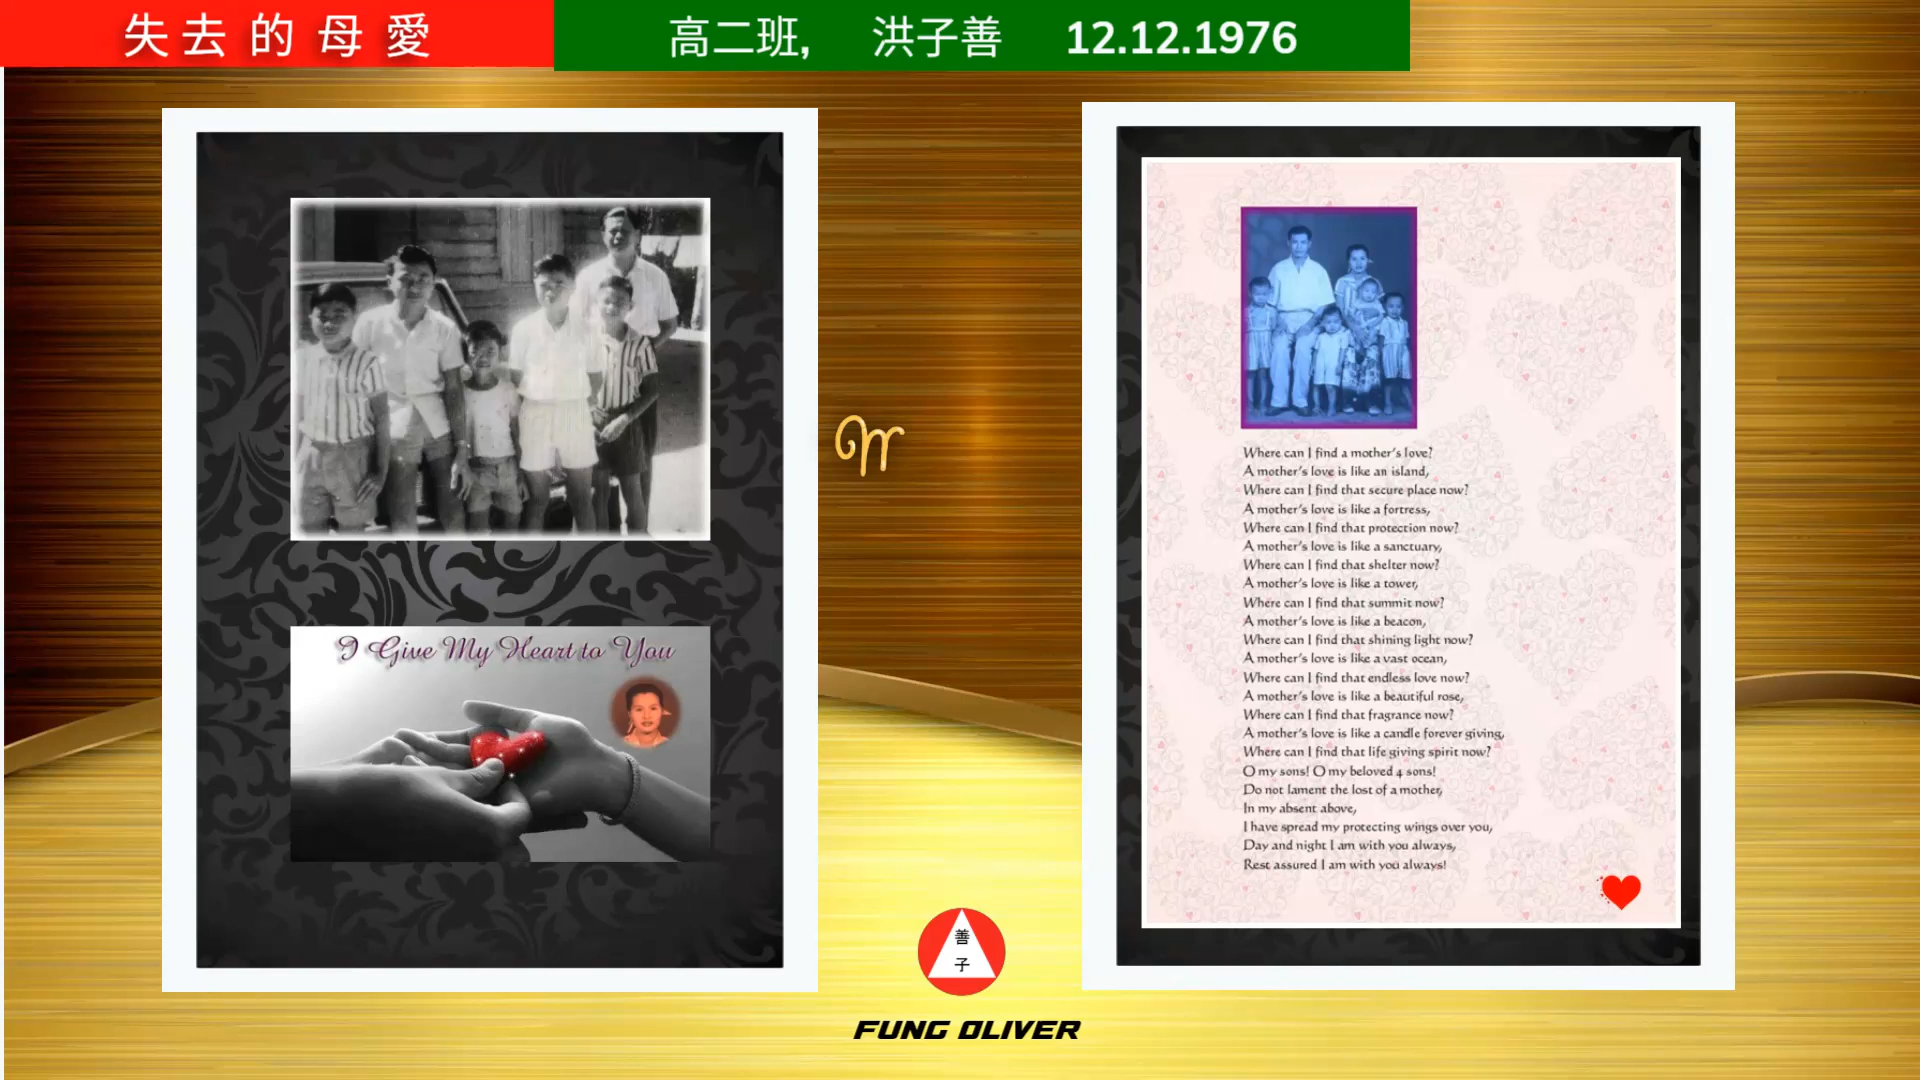 失去的母愛
高二班, 洪子善 12.12.1976
I Give My Heart to You
Where can I find a mother's love?
A mother's love is like an island,
Where can I find that secure place now?
A mother's love is like a fortress,
Where can I find that protection now?
A mother's love is like a sanctuary,
Where can I find that shelter now?
A mother's love is like a tower,
Where can I find that summit now?
A mother's love is like a beacon,
Where can I find that shining light now?
A mother's love is like a vast ocean,
Where can I find that endless love now?
A mother's love is like a beautiful rose,
Where can I find that fragrance now?
A mother's love is like a candle forever giving,
Where can I find that life giving spirit now?
O my sons! O my beloved 4 sons!
Do not lament the lost of a mother,
In my absent above,
I have spread my protecting wings over you,
Day and night I am with you always,
Rest assured I am with you always!
善
子
FUNG OLIVER